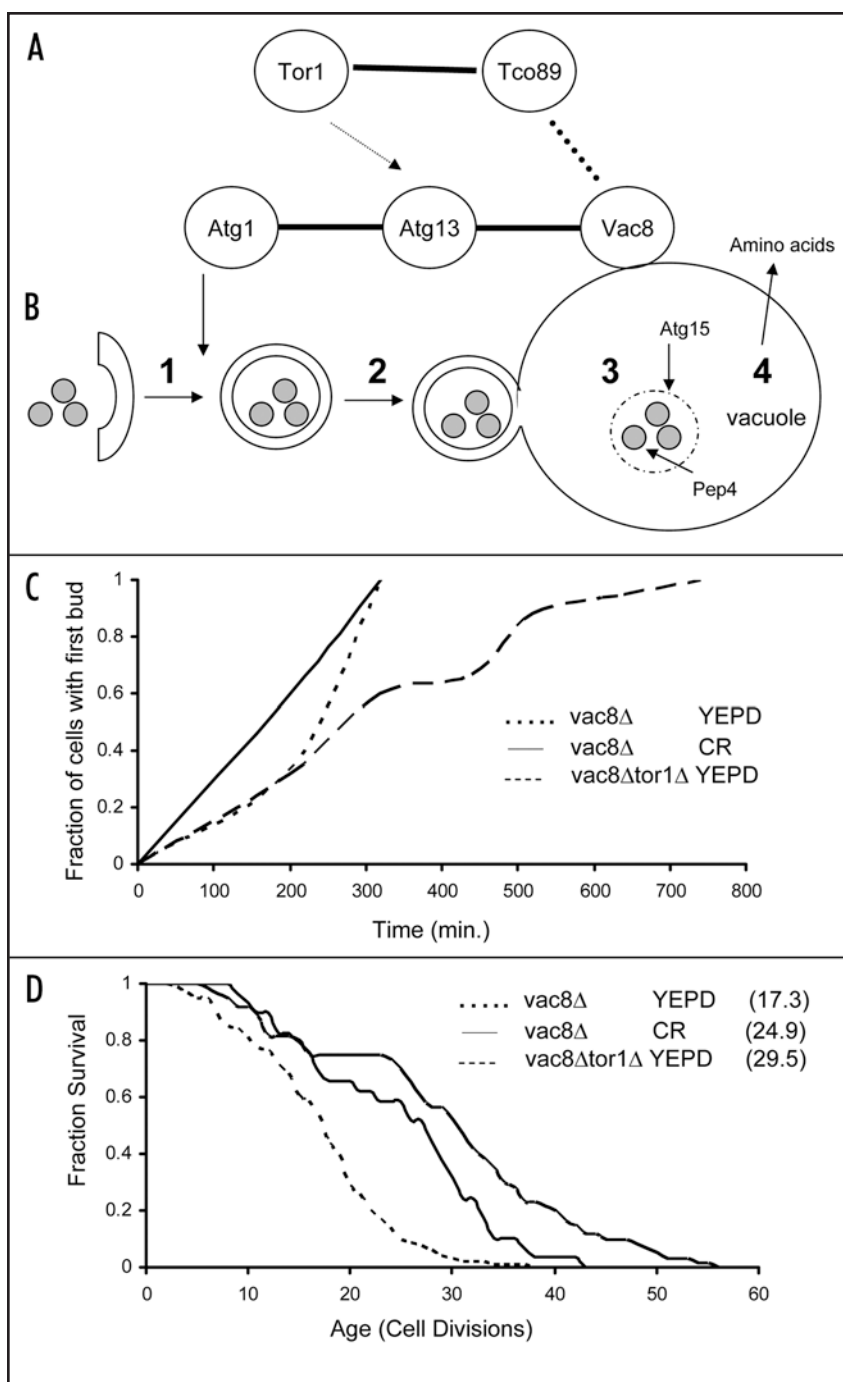 A
Tor1
Tco89
Atg1
Atg13
Vac8
Amino acids
B
1
2
3
4
Atg15
vacuole
Pep4
C
Fraction of cells with first bud
1
0.8
0.6
0.4
0.2
0
vac8Δ YEPD
vac8Δ CR
vac8Δtor1Δ YEPD
0 100 200 300 400 500 600 700 800
Time (min.)
D
Fraction Survival
1
0.8
0.6
0.4
0.2
0
vac8Δ YEPD (17.3)
vac8Δ CR (24.9)
vac8Δtor1Δ YEPD (29.5)
0 10 20 30 40 50 60
Age (Cell Divisions)